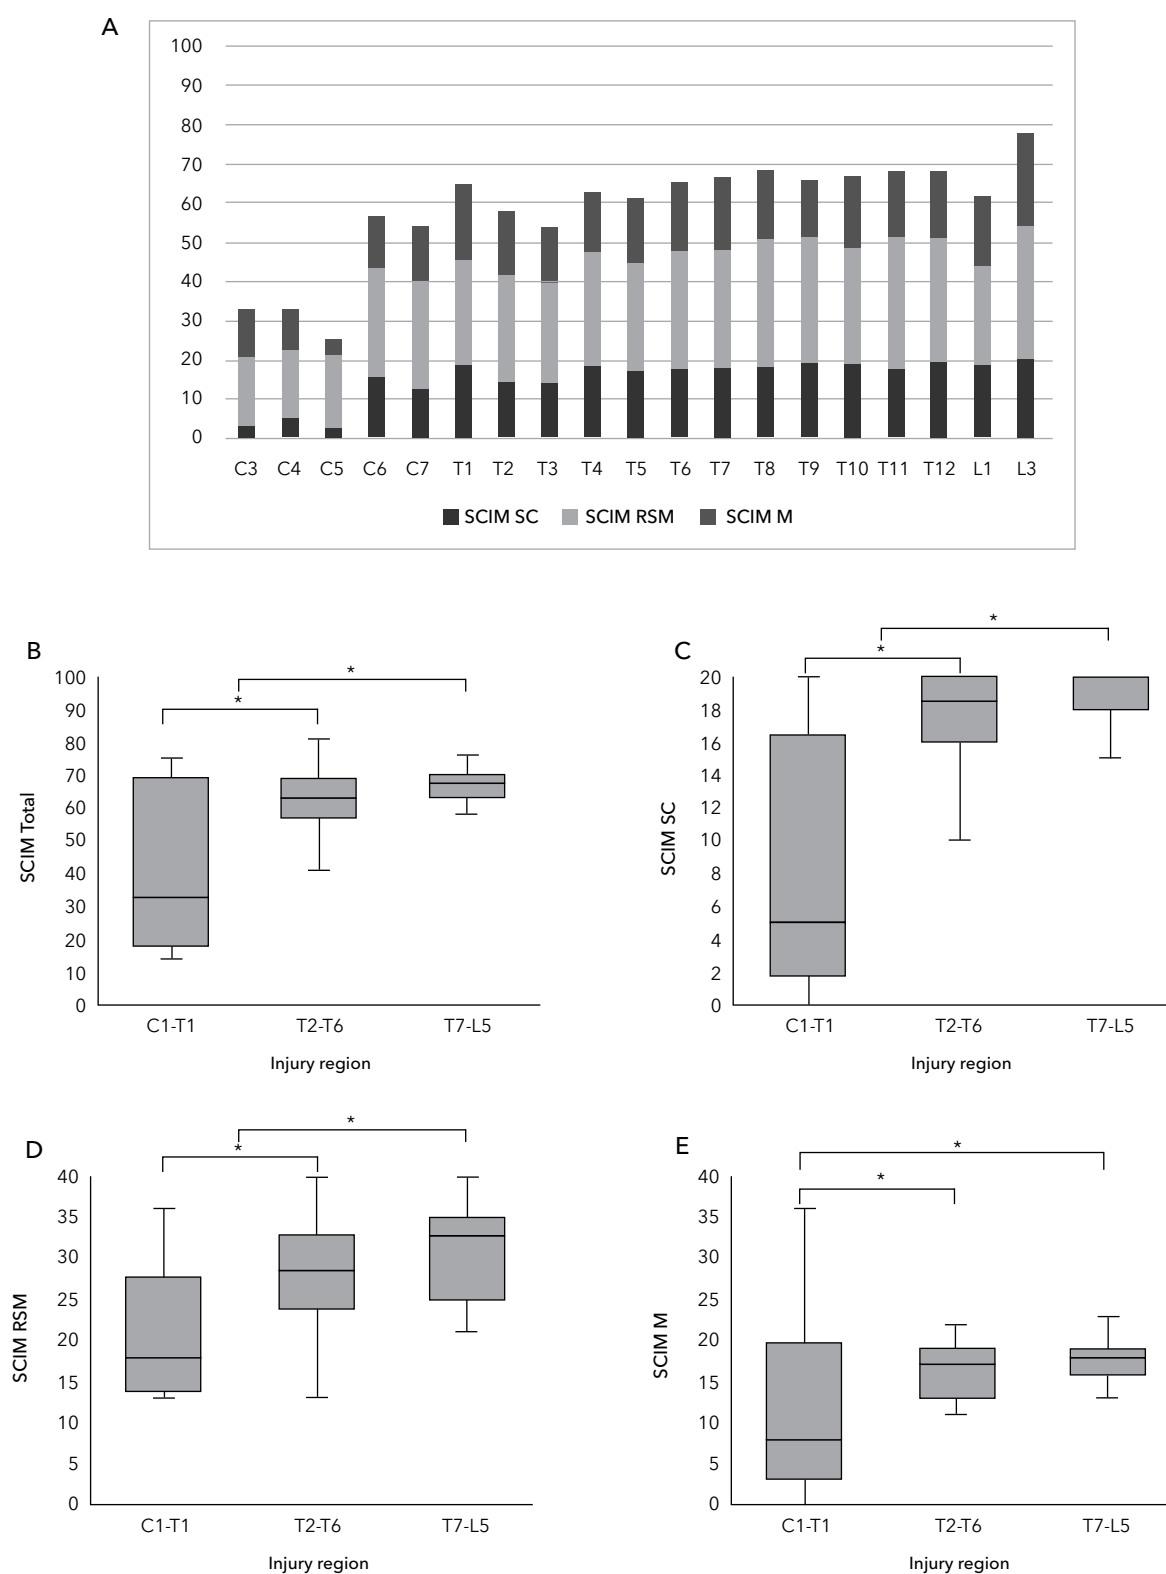 A
100
90
80
70
60
50
40
30
20
10
0
C3 C4 C5 C6 C7 T1 T2 T3 T4 T5 T6 T7 T8 T9 T10 T11 T12 L1 L3
SCIM SC SCIM RSM SCIM M
B
100
90
80
70
60
50
40
30
20
10
0
SCIM Total
* *
C1-T1 T2-T6 T7-L5
Injury region
C
20
18
16
14
12
10
8
6
4
2
0
SCIM SC
* *
C1-T1 T2-T6 T7-L5
Injury region
D
40
35
30
25
20
15
10
5
0
SCIM RSM
* *
C1-T1 T2-T6 T7-L5
Injury region
E
40
35
30
25
20
15
10
5
0
SCIM M
* *
C1-T1 T2-T6 T7-L5
Injury region